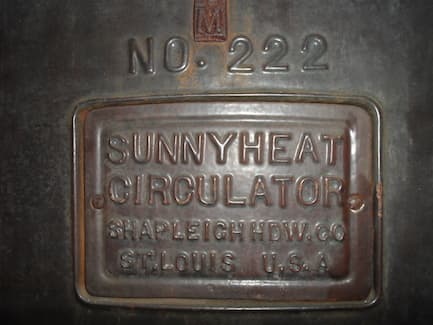 M
NO. 222
SUNNYHEAT
CIRCULATOR
SHAPLEIGH HDW. CO
ST. LOUIS U.S.A